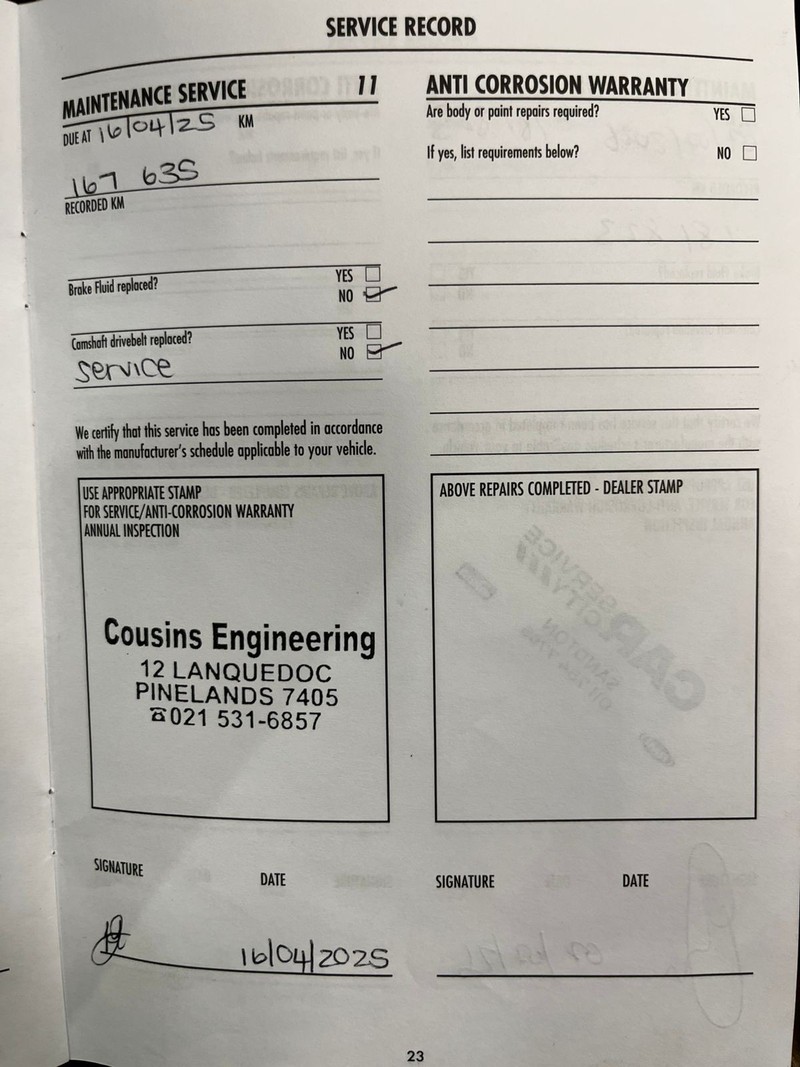 SERVICE RECORD
MAINTENANCE SERVICE 11
DUE AT 16/04/25 KM
167 635
RECORDED KM
Brake Fluid replaced? YES
NO
Camshaft drivebelt replaced? YES
NO
Service
We certify that this service has been completed in accordance
with the manufacturer's schedule applicable to your vehicle.
USE APPROPRIATE STAMP
FOR SERVICE/ANTI-CORROSION WARRANTY
ANNUAL INSPECTION
Cousins Engineering
12 LANQUEDOC
PINELANDS 7405
☎021 531-6857
SIGNATURE DATE
16/04/2025
ANTI CORROSION WARRANTY
Are body or paint repairs required? YES
If yes, list requirements below? NO
ABOVE REPAIRS COMPLETED - DEALER STAMP
CAR SERVICE
CITY
SANDTON
SIGNATURE DATE
23